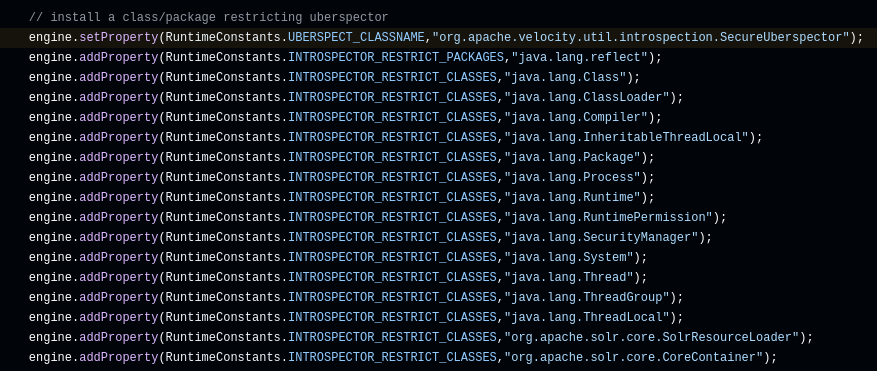 // install a class/package restricting uberspector
engine.setProperty(RuntimeConstants.UBERSPECT_CLASSNAME,"org.apache.velocity.util.introspection.SecureUberspector");
engine.addProperty(RuntimeConstants.INTROSPECTOR_RESTRICT_PACKAGES,"java.lang.reflect");
engine.addProperty(RuntimeConstants.INTROSPECTOR_RESTRICT_CLASSES,"java.lang.Class");
engine.addProperty(RuntimeConstants.INTROSPECTOR_RESTRICT_CLASSES,"java.lang.ClassLoader");
engine.addProperty(RuntimeConstants.INTROSPECTOR_RESTRICT_CLASSES,"java.lang.Compiler");
engine.addProperty(RuntimeConstants.INTROSPECTOR_RESTRICT_CLASSES,"java.lang.InheritableThreadLocal");
engine.addProperty(RuntimeConstants.INTROSPECTOR_RESTRICT_CLASSES,"java.lang.Package");
engine.addProperty(RuntimeConstants.INTROSPECTOR_RESTRICT_CLASSES,"java.lang.Process");
engine.addProperty(RuntimeConstants.INTROSPECTOR_RESTRICT_CLASSES,"java.lang.Runtime");
engine.addProperty(RuntimeConstants.INTROSPECTOR_RESTRICT_CLASSES,"java.lang.RuntimePermission");
engine.addProperty(RuntimeConstants.INTROSPECTOR_RESTRICT_CLASSES,"java.lang.SecurityManager");
engine.addProperty(RuntimeConstants.INTROSPECTOR_RESTRICT_CLASSES,"java.lang.System");
engine.addProperty(RuntimeConstants.INTROSPECTOR_RESTRICT_CLASSES,"java.lang.Thread");
engine.addProperty(RuntimeConstants.INTROSPECTOR_RESTRICT_CLASSES,"java.lang.ThreadGroup");
engine.addProperty(RuntimeConstants.INTROSPECTOR_RESTRICT_CLASSES,"java.lang.ThreadLocal");
engine.addProperty(RuntimeConstants.INTROSPECTOR_RESTRICT_CLASSES,"org.apache.solr.core.SolrResourceLoader");
engine.addProperty(RuntimeConstants.INTROSPECTOR_RESTRICT_CLASSES,"org.apache.solr.core.CoreContainer");